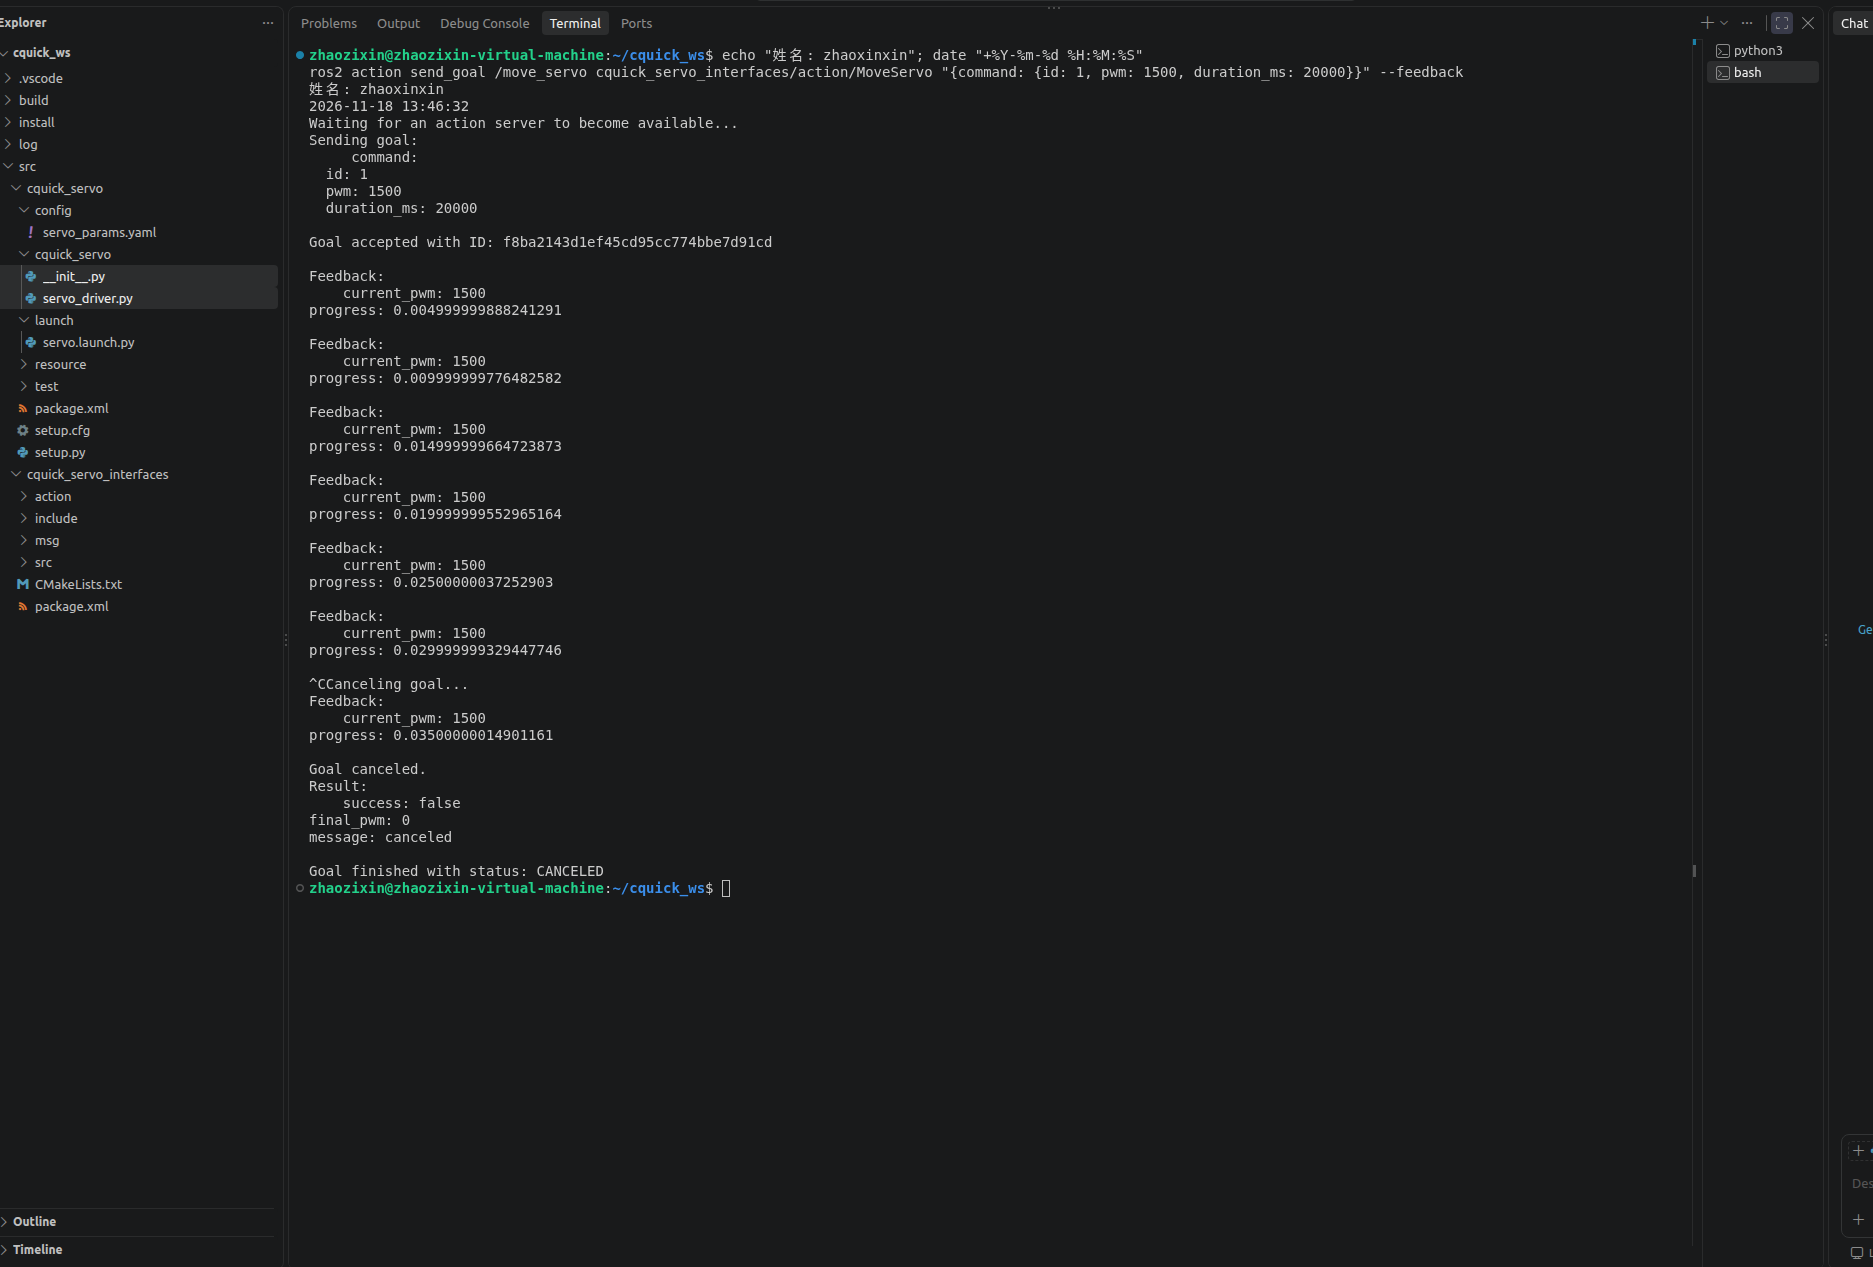 Explorer
cquick_ws
.vscode
build
install
log
src
cquick_servo
config
! servo_params.yaml
cquick_servo
__init__.py
servo_driver.py
launch
servo.launch.py
resource
test
package.xml
setup.cfg
setup.py
cquick_servo_interfaces
action
include
msg
src
CMakeLists.txt
package.xml
Outline
Timeline
Problems Output Debug Console Terminal Ports
zhaozixin@zhaozixin-virtual-machine:~/cquick_ws$ echo "姓名: zhaoxinxin"; date "+%Y-%m-%d %H:%M:%S"
ros2 action send_goal /move_servo cquick_servo_interfaces/action/MoveServo "{command: {id: 1, pwm: 1500, duration_ms: 20000}}" --feedback
姓名: zhaoxinxin
2026-11-18 13:46:32
Waiting for an action server to become available...
Sending goal:
command:
id: 1
pwm: 1500
duration_ms: 20000
Goal accepted with ID: f8ba2143d1ef45cd95cc774bbe7d91cd
Feedback:
current_pwm: 1500
progress: 0.004999999888241291
Feedback:
current_pwm: 1500
progress: 0.009999999776482582
Feedback:
current_pwm: 1500
progress: 0.014999999664723873
Feedback:
current_pwm: 1500
progress: 0.019999999552965164
Feedback:
current_pwm: 1500
progress: 0.02500000037252903
Feedback:
current_pwm: 1500
progress: 0.029999999329447746
^CCanceling goal...
Feedback:
current_pwm: 1500
progress: 0.03500000014901161
Goal canceled.
Result:
success: false
final_pwm: 0
message: canceled
Goal finished with status: CANCELED
zhaozixin@zhaozixin-virtual-machine:~/cquick_ws$
python3
bash
Chat
Ge
Des